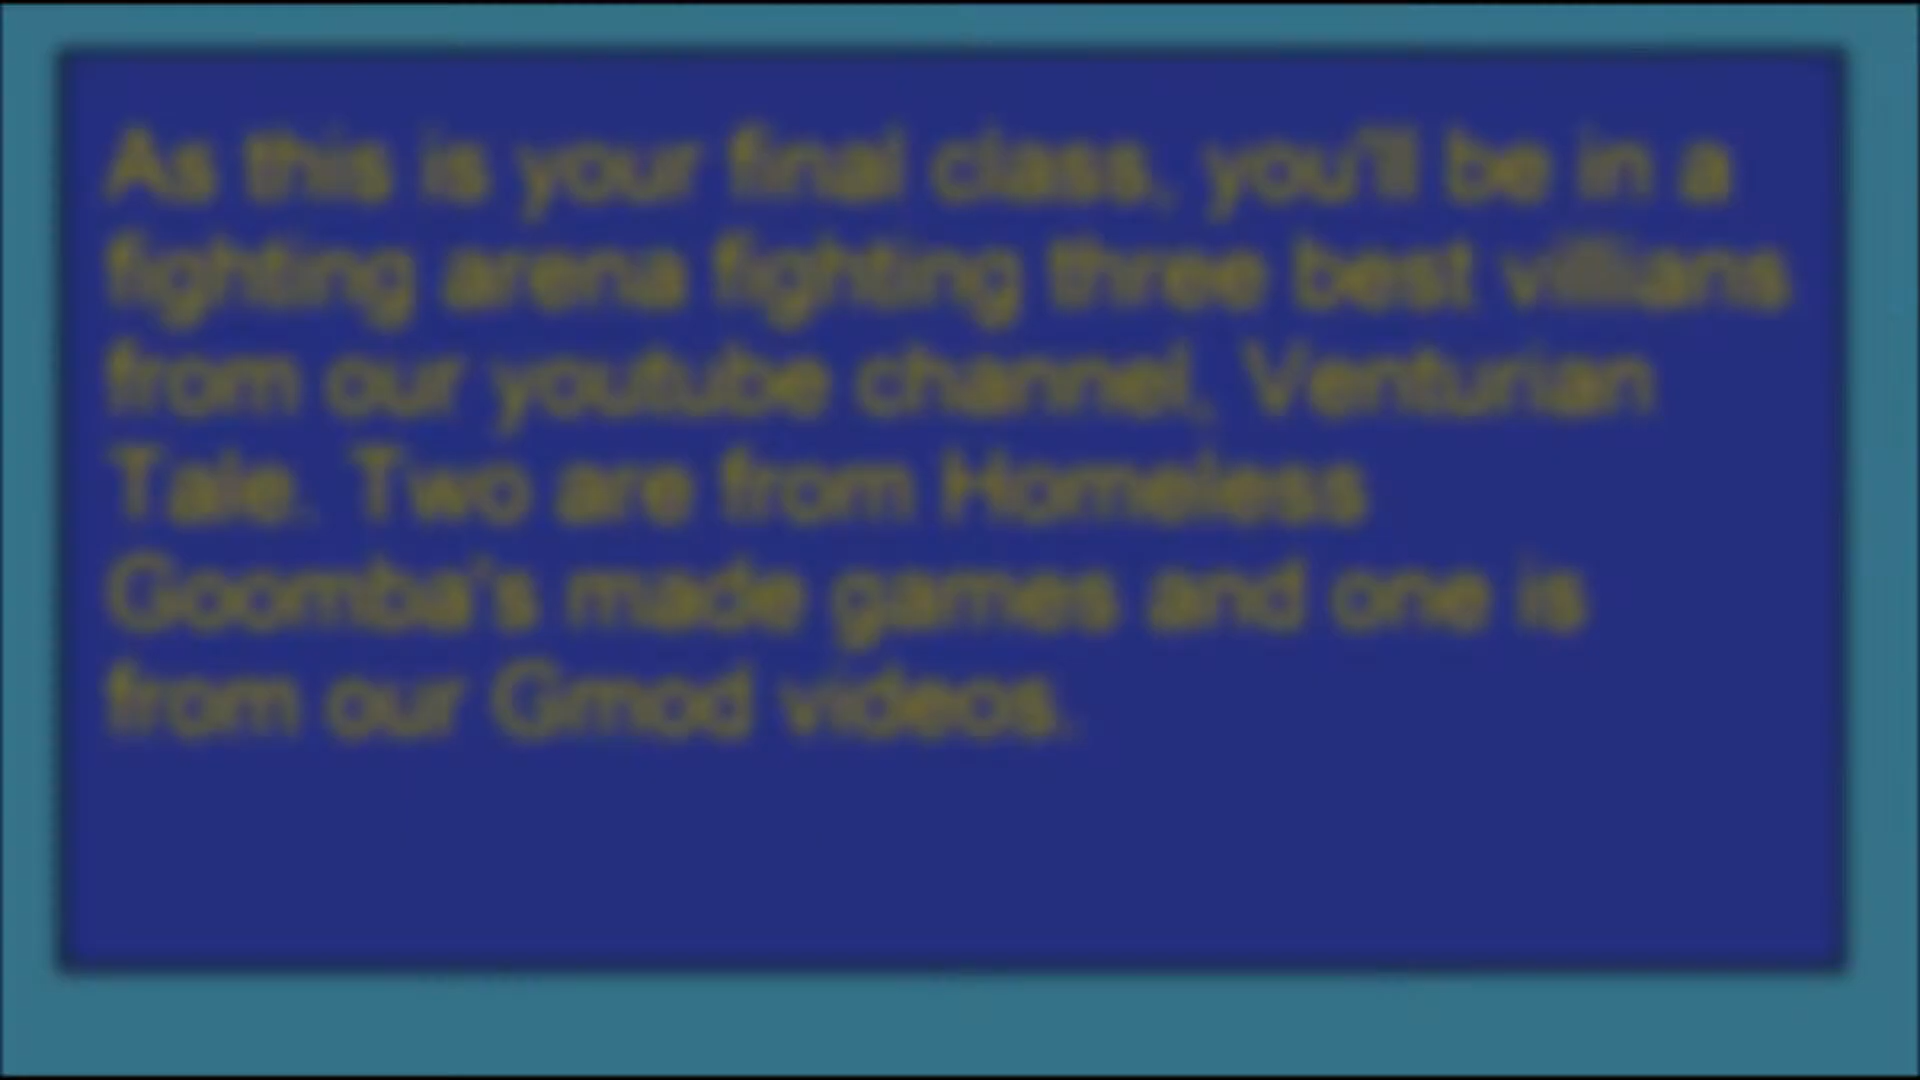 As this is your final class, you'll be in a
fighting arena fighting three best villians
from our youtube channel, Venturian
Tale. Two are from Homeless
Goomba's made games and one is
from our Gmod videos.